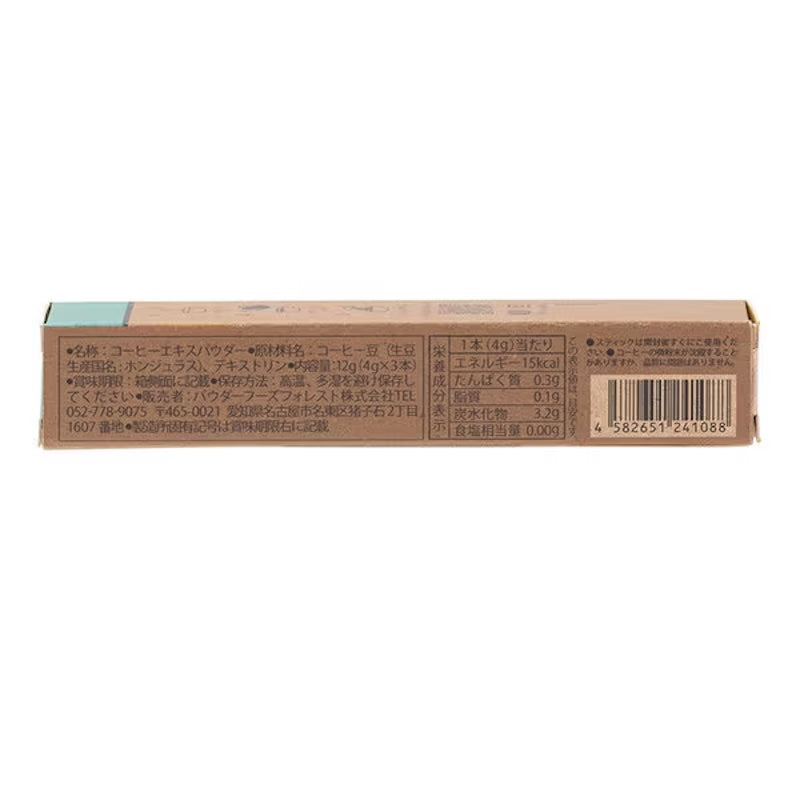 •名称：コーヒーエキスパウダー•原材料名：コーヒー豆（生豆
生産国名：ホンジュラス）、デキストリン•内容量：12g（4g×3本）
•賞味期限：箱側面に記載•保存方法：高温、多湿を避け保存し
てください•販売者：パウダーフーズフォレスト株式会社TEL
052-778-9075 〒465-0021 愛知県名古屋市名東区猪子石2丁目
1607番地•製造所固有記号は賞味期限右に記載
栄養成分表示
1本（4g）当たり
エネルギー 15kcal
たんぱく質 0.3g
脂質 0.1g
炭水化物 3.2g
食塩相当量 0.00g
この表示値は、目安です。
●スティックは開封後すぐにご使用くだ
さい。●コーヒーの微粉末が沈殿すること
がありますが、品質に問題はありません。
4 582651 241088